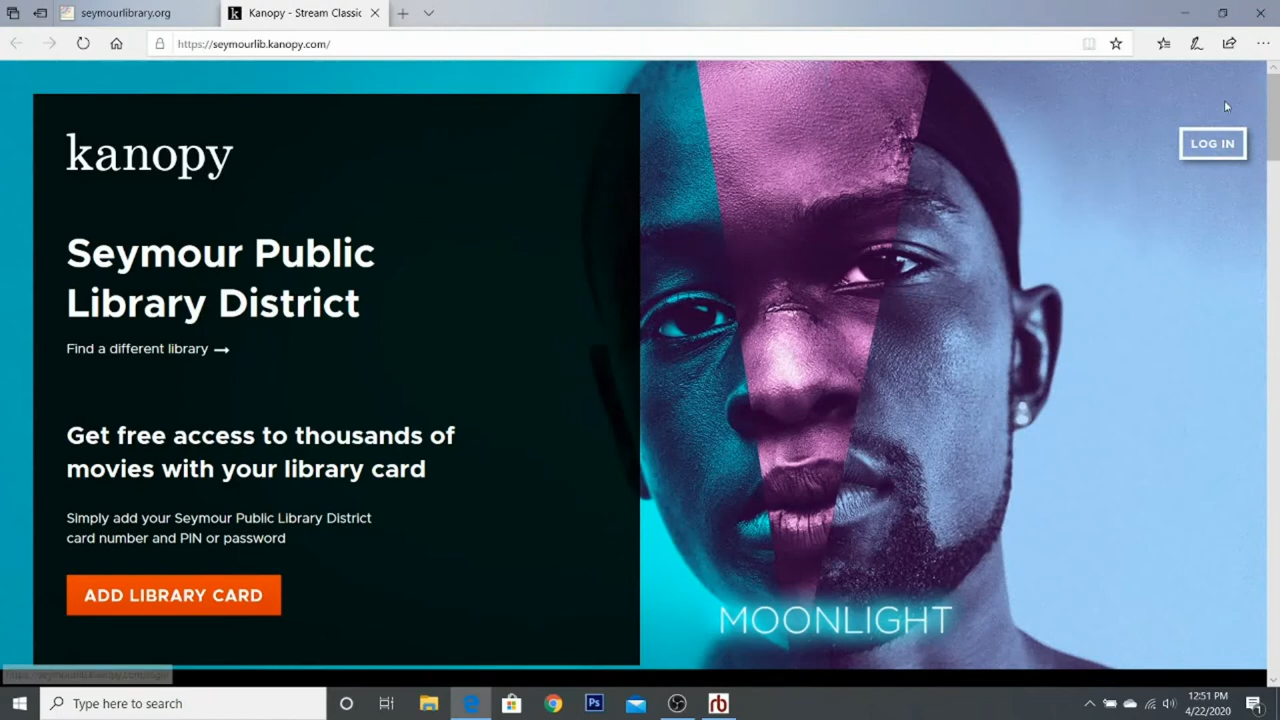 seymourlibrary.org
k Kanopy - Stream Classic
https://seymourlib.kanopy.com/
LOG IN
kanopy
Seymour Public
Library District
Find a different library →
Get free access to thousands of
movies with your library card
Simply add your Seymour Public Library District
card number and PIN or password
ADD LIBRARY CARD
MOONLIGHT
Type here to search
Ps
rb
12:51 PM
4/22/2020
1